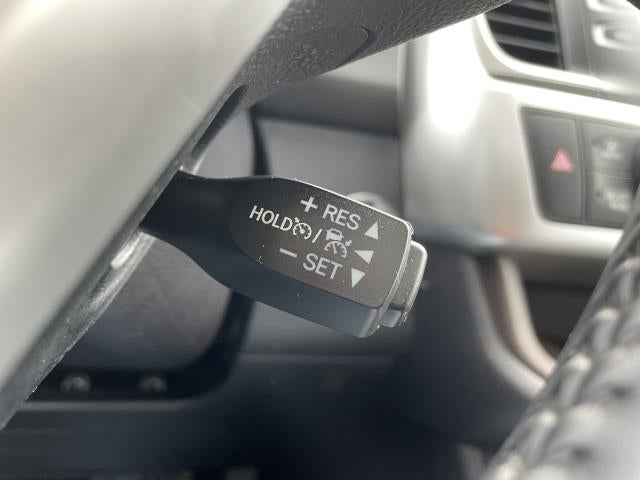 + RES
HOLD /
− SET